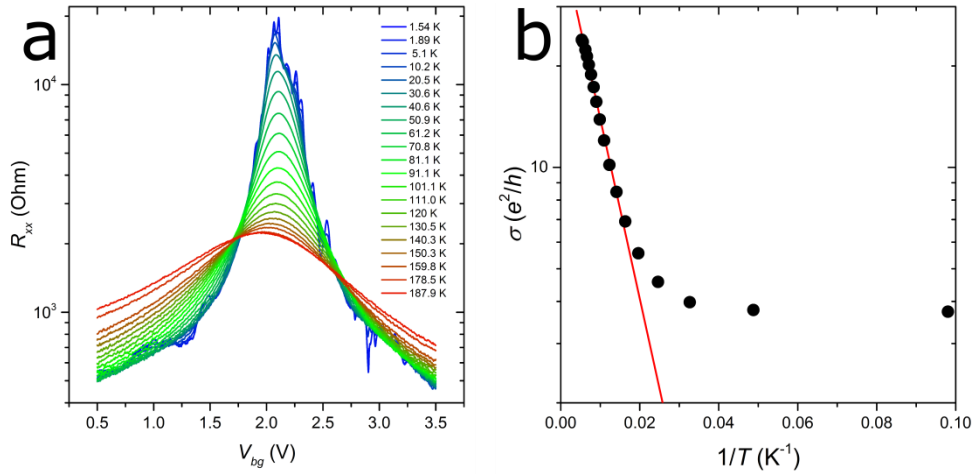 a
10⁴
10³
R_xx (Ohm)
0.5 1.0 1.5 2.0 2.5 3.0 3.5
V_bg (V)
1.54 K
1.89 K
5.1 K
10.2 K
20.5 K
30.6 K
40.6 K
50.9 K
61.2 K
70.8 K
81.1 K
91.1 K
101.1 K
111.0 K
120 K
130.5 K
140.3 K
150.3 K
159.8 K
178.5 K
187.9 K
b
10
σ (e²/h)
0.00 0.02 0.04 0.06 0.08 0.10
1/T (K⁻¹)